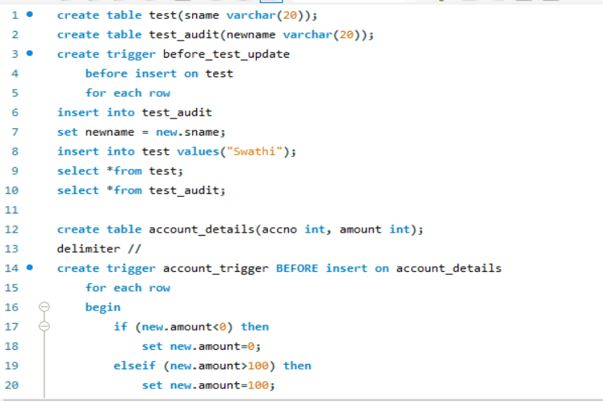 1 create table test(sname varchar(20));
2 create table test_audit(newname varchar(20));
3 create trigger before_test_update
4 before insert on test
5 for each row
6 insert into test_audit
7 set newname = new.sname;
8 insert into test values("Swathi");
9 select *from test;
10 select *from test_audit;
11
12 create table account_details(accno int, amount int);
13 delimiter //
14 create trigger account_trigger BEFORE insert on account_details
15 for each row
16 begin
17 if (new.amount<0) then
18 set new.amount=0;
19 elseif (new.amount>100) then
20 set new.amount=100;